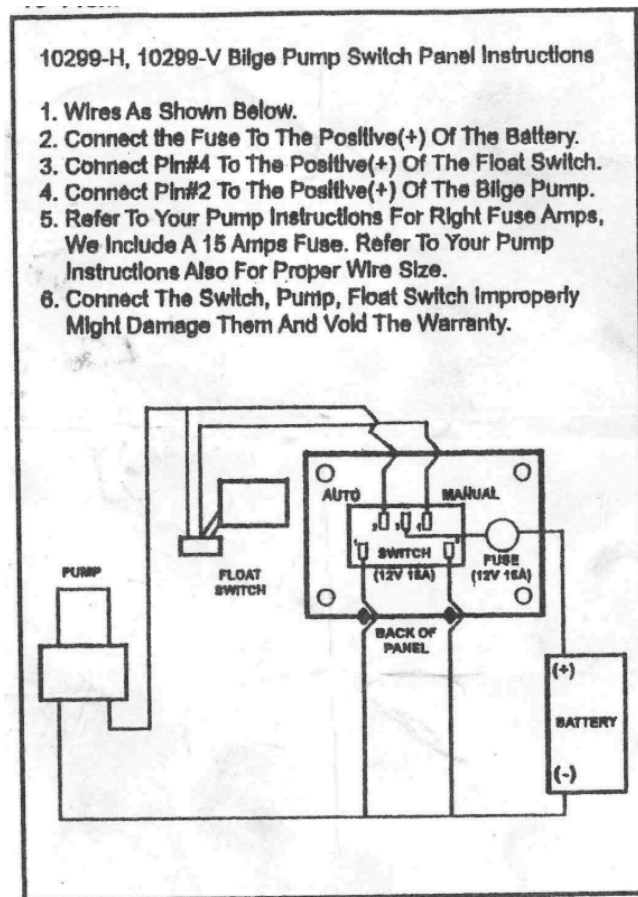 10299-H, 10299-V Bilge Pump Switch Panel Instructions
1. Wires As Shown Below.
2. Connect the Fuse To The Positive(+) Of The Battery.
3. Connect Pin#4 To The Positive(+) Of The Float Switch.
4. Connect Pin#2 To The Positive(+) Of The Bilge Pump.
5. Refer To Your Pump Instructions For Right Fuse Amps,
We Include A 15 Amps Fuse. Refer To Your Pump
Instructions Also For Proper Wire Size.
6. Connect The Switch, Pump, Float Switch Improperly
Might Damage Them And Void The Warranty.
AUTO
MANUAL
2 3 4
1
SWITCH
(12V 15A)
FUSE
(12V 15A)
PUMP
FLOAT
SWITCH
BACK OF
PANEL
(+)
BATTERY
(-)